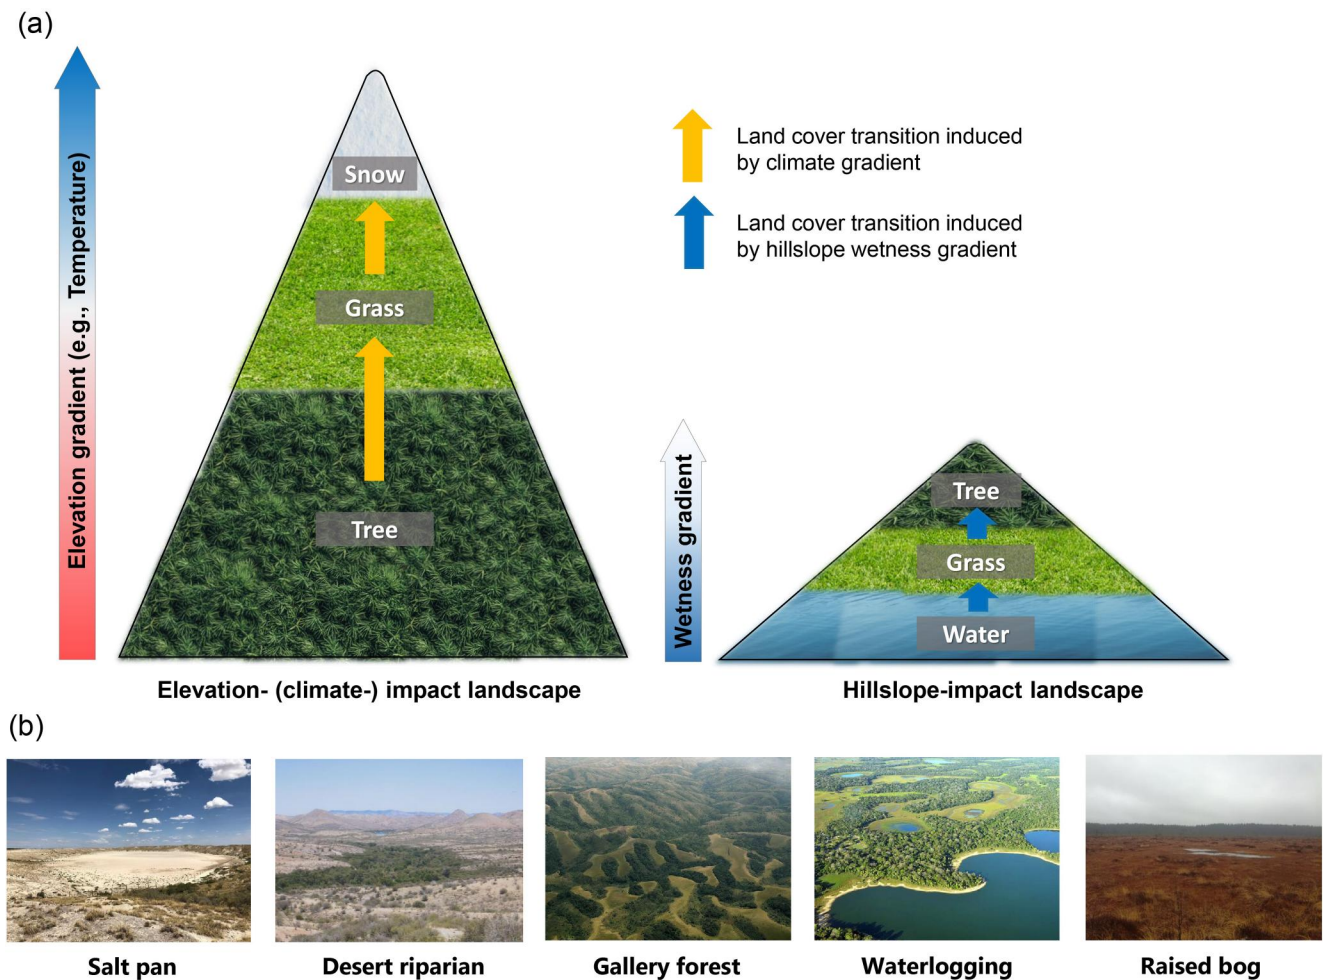 (a)
Elevation gradient (e.g., Temperature)
Snow
Grass
Tree
Elevation- (climate-) impact landscape
Land cover transition induced
by climate gradient
Land cover transition induced
by hillslope wetness gradient
Wetness gradient
Tree
Grass
Water
Hillslope-impact landscape
(b)
Salt pan
Desert riparian
Gallery forest
Waterlogging
Raised bog